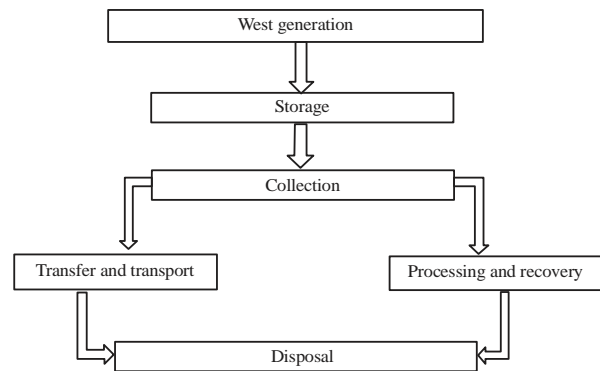 West generation
Storage
Collection
Transfer and transport
Processing and recovery
Disposal